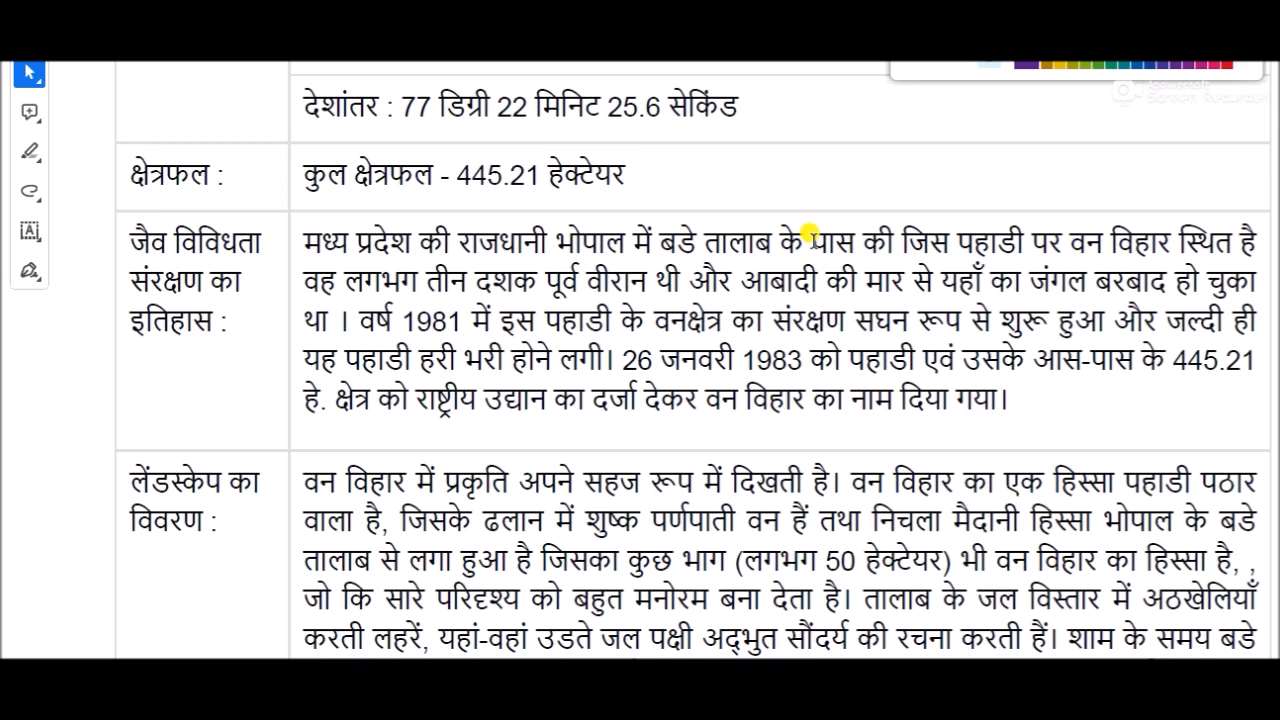 देशांतर : 77 डिग्री 22 मिनिट 25.6 सेकिंड
क्षेत्रफल :
कुल क्षेत्रफल - 445.21 हेक्टेयर
जैव विविधता
संरक्षण का
इतिहास :
मध्य प्रदेश की राजधानी भोपाल में बडे तालाब के पास की जिस पहाडी पर वन विहार स्थित है
वह लगभग तीन दशक पूर्व वीरान थी और आबादी की मार से यहाँ का जंगल बरबाद हो चुका
था । वर्ष 1981 में इस पहाडी के वनक्षेत्र का संरक्षण सघन रूप से शुरू हुआ और जल्दी ही
यह पहाडी हरी भरी होने लगी। 26 जनवरी 1983 को पहाडी एवं उसके आस-पास के 445.21
हे. क्षेत्र को राष्ट्रीय उद्यान का दर्जा देकर वन विहार का नाम दिया गया।
लेंडस्केप का
विवरण :
वन विहार में प्रकृति अपने सहज रूप में दिखती है। वन विहार का एक हिस्सा पहाडी पठार
वाला है, जिसके ढलान में शुष्क पर्णपाती वन हैं तथा निचला मैदानी हिस्सा भोपाल के बडे
तालाब से लगा हुआ है जिसका कुछ भाग (लगभग 50 हेक्टेयर) भी वन विहार का हिस्सा है, ,
जो कि सारे परिदृश्य को बहुत मनोरम बना देता है। तालाब के जल विस्तार में अठखेलियाँ
करती लहरें, यहां-वहां उडते जल पक्षी अद्भुत सौंदर्य की रचना करती हैं। शाम के समय बडे
Screen Recorder